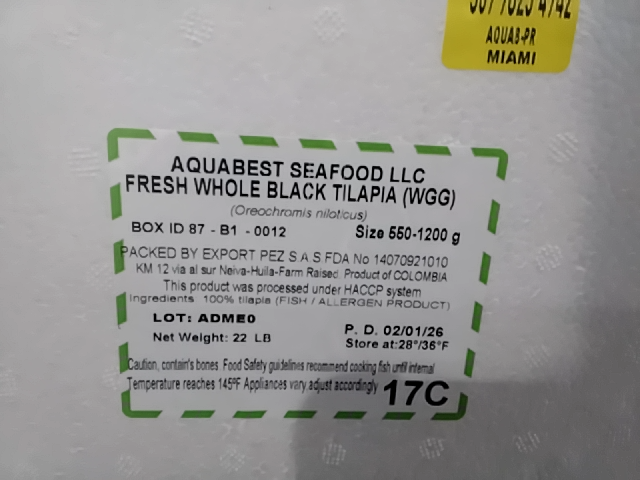 AQUAB-PR
MIAMI
AQUABEST SEAFOOD LLC
FRESH WHOLE BLACK TILAPIA (WGG)
(Oreochromis niloticus)
BOX ID 87 - B1 - 0012 Size 550-1200 g
PACKED BY EXPORT PEZ S.A.S FDA No 14070921010
KM 12 via al sur Neiva-Huila-Farm Raised. Product of COLOMBIA
This product was processed under HACCP system
Ingredients 100% tilapia (FISH / ALLERGEN PRODUCT)
LOT: ADME0
P. D. 02/01/26
Net Weight: 22 LB
Store at:28°/36°F
Caution, contain's bones. Food Safety guidelines recommend cooking fish until internal
Temperature reaches 145ºF Appliances vary, adjust accordingly 17C